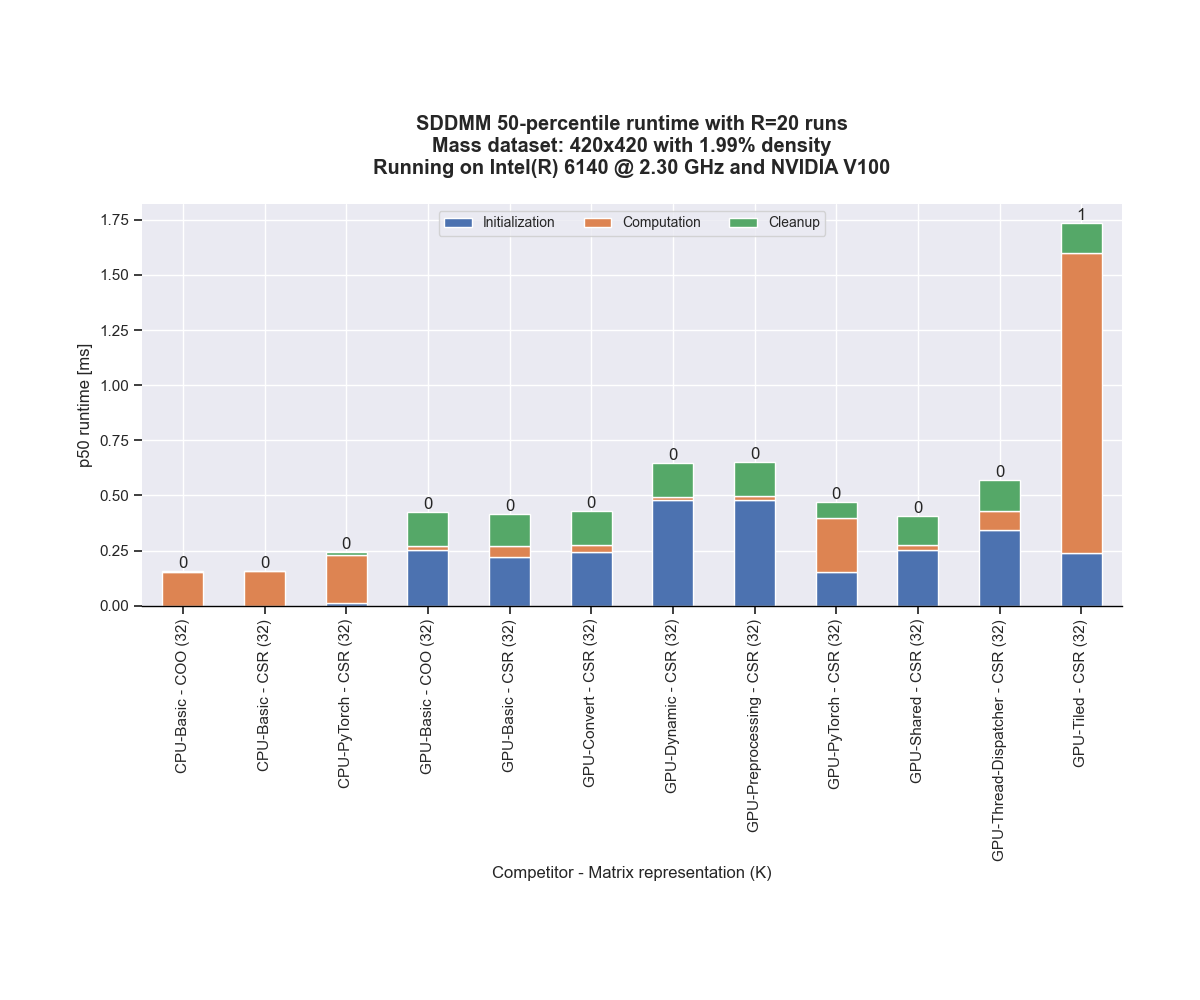 SDDMM 50-percentile runtime with R=20 runs
Mass dataset: 420x420 with 1.99% density
Running on Intel(R) 6140 @ 2.30 GHz and NVIDIA V100
Initialization
Computation
Cleanup
p50 runtime [ms]
1.75
1.50
1.25
1.00
0.75
0.50
0.25
0.00
0
0
0
0
0
0
0
0
0
0
0
1
CPU-Basic - COO (32)
CPU-Basic - CSR (32)
CPU-PyTorch - CSR (32)
GPU-Basic - COO (32)
GPU-Basic - CSR (32)
GPU-Convert - CSR (32)
GPU-Dynamic - CSR (32)
GPU-Preprocessing - CSR (32)
GPU-PyTorch - CSR (32)
GPU-Shared - CSR (32)
GPU-Thread-Dispatcher - CSR (32)
GPU-Tiled - CSR (32)
Competitor - Matrix representation (K)